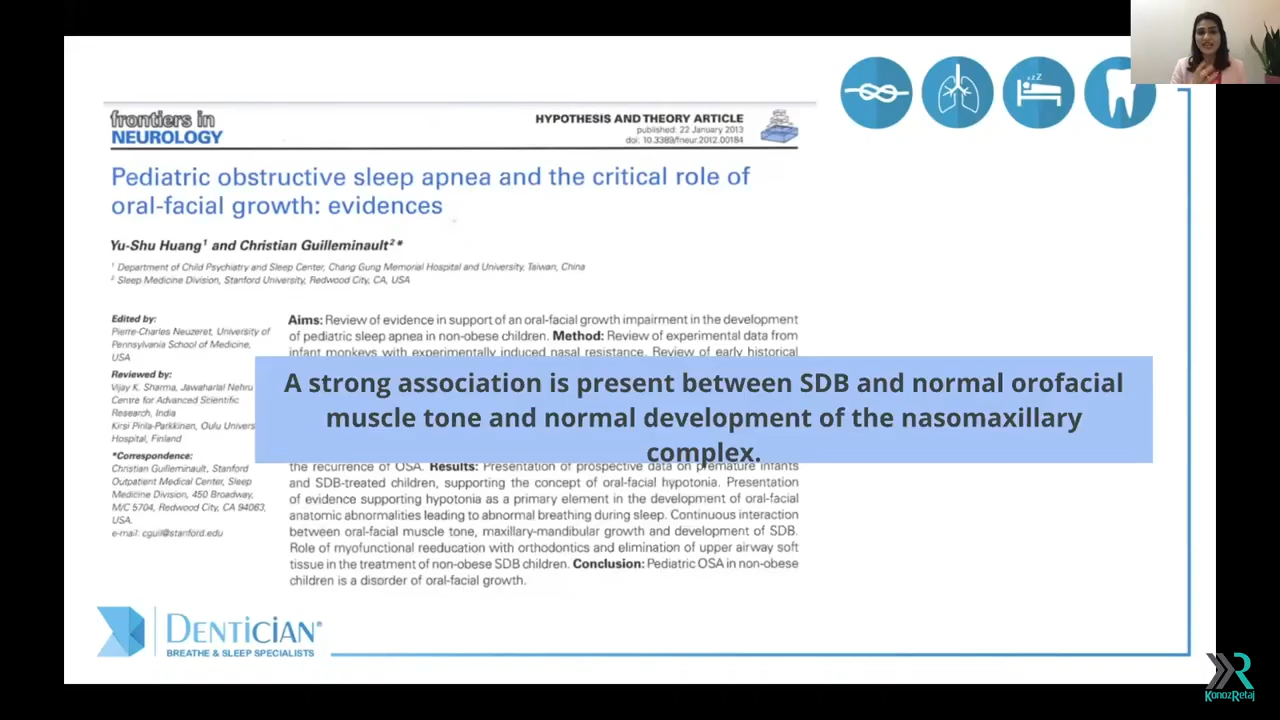 zzZ
frontiers in
NEUROLOGY
HYPOTHESIS AND THEORY ARTICLE
published: 22 January 2013
doi: 10.3389/fneur.2012.00184
Pediatric obstructive sleep apnea and the critical role of
oral-facial growth: evidences
Yu-Shu Huang1 and Christian Guilleminault2*
1 Department of Child Psychiatry and Sleep Center, Chang Gung Memorial Hospital and University, Taiwan, China
2 Sleep Medicine Division, Stanford University, Redwood City, CA, USA
Edited by:
Pierre-Charles Neuzeret, University of
Pennsylvania School of Medicine,
USA
Reviewed by:
Vijay K. Sharma, Jawaharlal Nehru
Centre for Advanced Scientific
Research, India
Kirsi Pirila-Parkkinen, Oulu Univers
Hospital, Finland
*Correspondence:
Christian Guilleminault, Stanford
Outpatient Medical Center, Sleep
Medicine Division, 450 Broadway,
M/C 5704, Redwood City, CA 94063,
USA.
e-mail: cguil@stanford.edu
Aims: Review of evidence in support of an oral-facial growth impairment in the development
of pediatric sleep apnea in non-obese children. Method: Review of experimental data from
infant monkeys with experimentally induced nasal resistance. Review of early historical
A strong association is present between SDB and normal orofacial
muscle tone and normal development of the nasomaxillary
complex.
the recurrence of OSA. Results: Presentation of prospective data on premature infants
and SDB-treated children, supporting the concept of oral-facial hypotonia. Presentation
of evidence supporting hypotonia as a primary element in the development of oral-facial
anatomic abnormalities leading to abnormal breathing during sleep. Continuous interaction
between oral-facial muscle tone, maxillary-mandibular growth and development of SDB.
Role of myofunctional reeducation with orthodontics and elimination of upper airway soft
tissue in the treatment of non-obese SDB children. Conclusion: Pediatric OSA in non-obese
children is a disorder of oral-facial growth.
DENTICIAN®
BREATHE & SLEEP SPECIALISTS
KonozRetaj